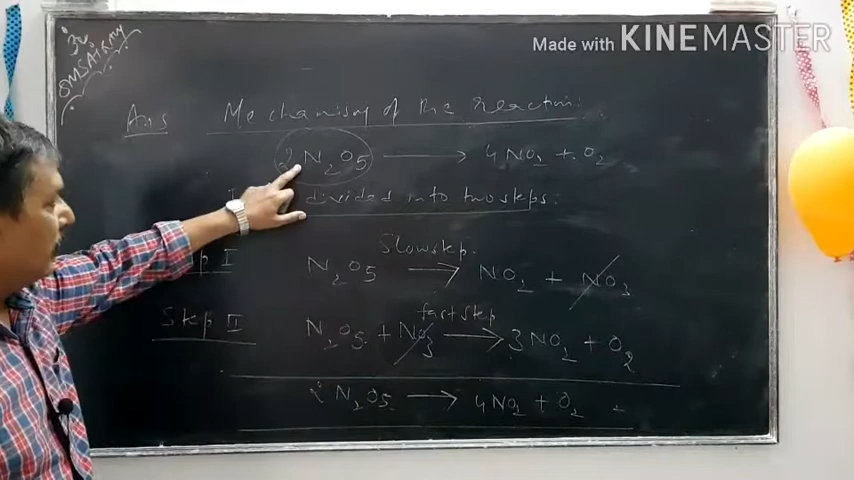 Made with KINEMASTER
Ans Mechanism of the reaction:
2N2O5 → 4NO2 + O2
divided into two steps:
Slow step.
Step I N2O5 → NO2 + NO3
fast step
Step II N2O5 + NO3 → 3NO2 + O2
2N2O5 → 4NO2 + O2